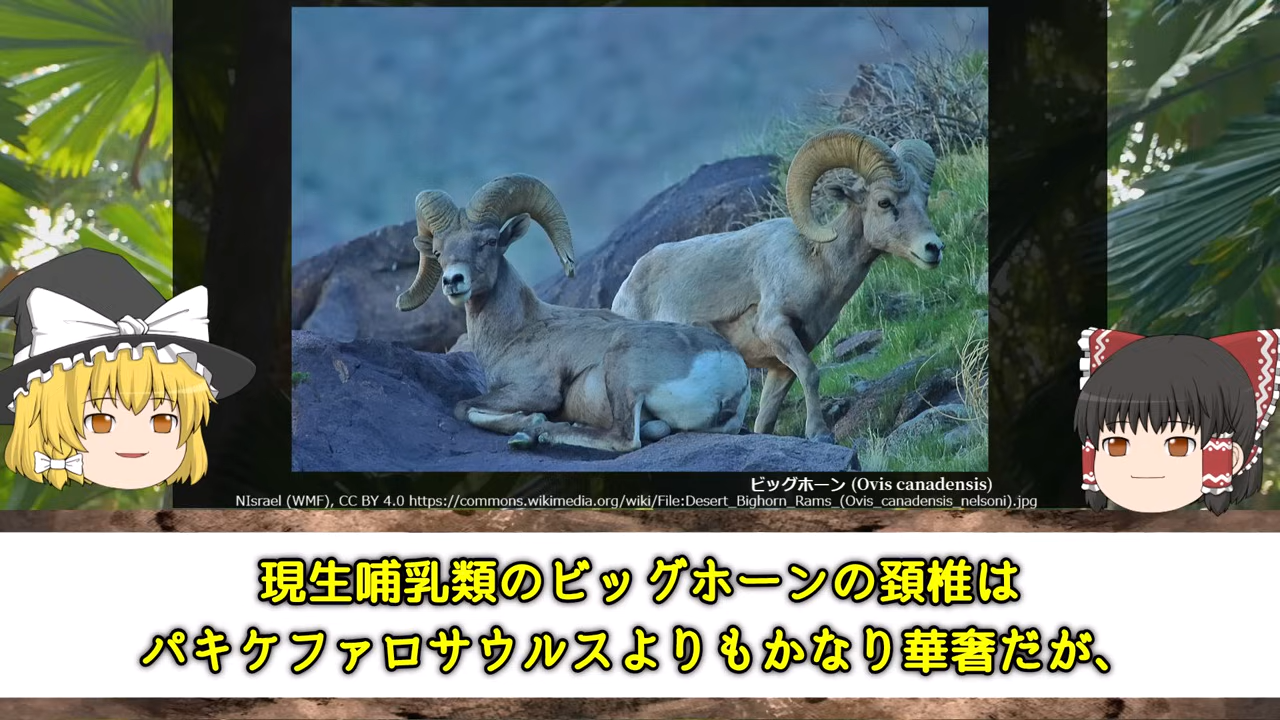 ビッグホーン (Ovis canadensis)
NIsrael (WMF), CC BY 4.0 https://commons.wikimedia.org/wiki/File:Desert_Bighorn_Rams_(Ovis_canadensis_nelsoni).jpg
現生哺乳類のビッグホーンの頚椎は
パキケファロサウルスよりもかなり華奢だが、